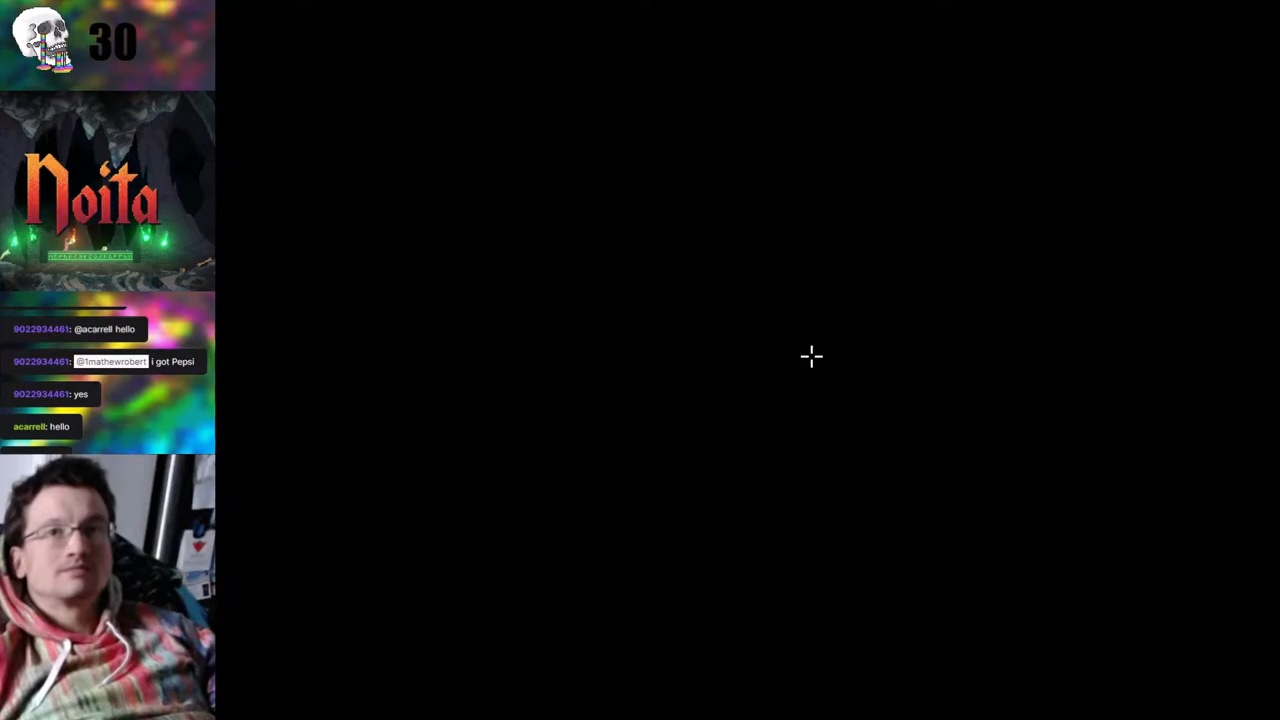 30
Noita
9022934461: @acarrell hello
9022934461: @1mathewrobert i got Pepsi
9022934461: yes
acarrell: hello